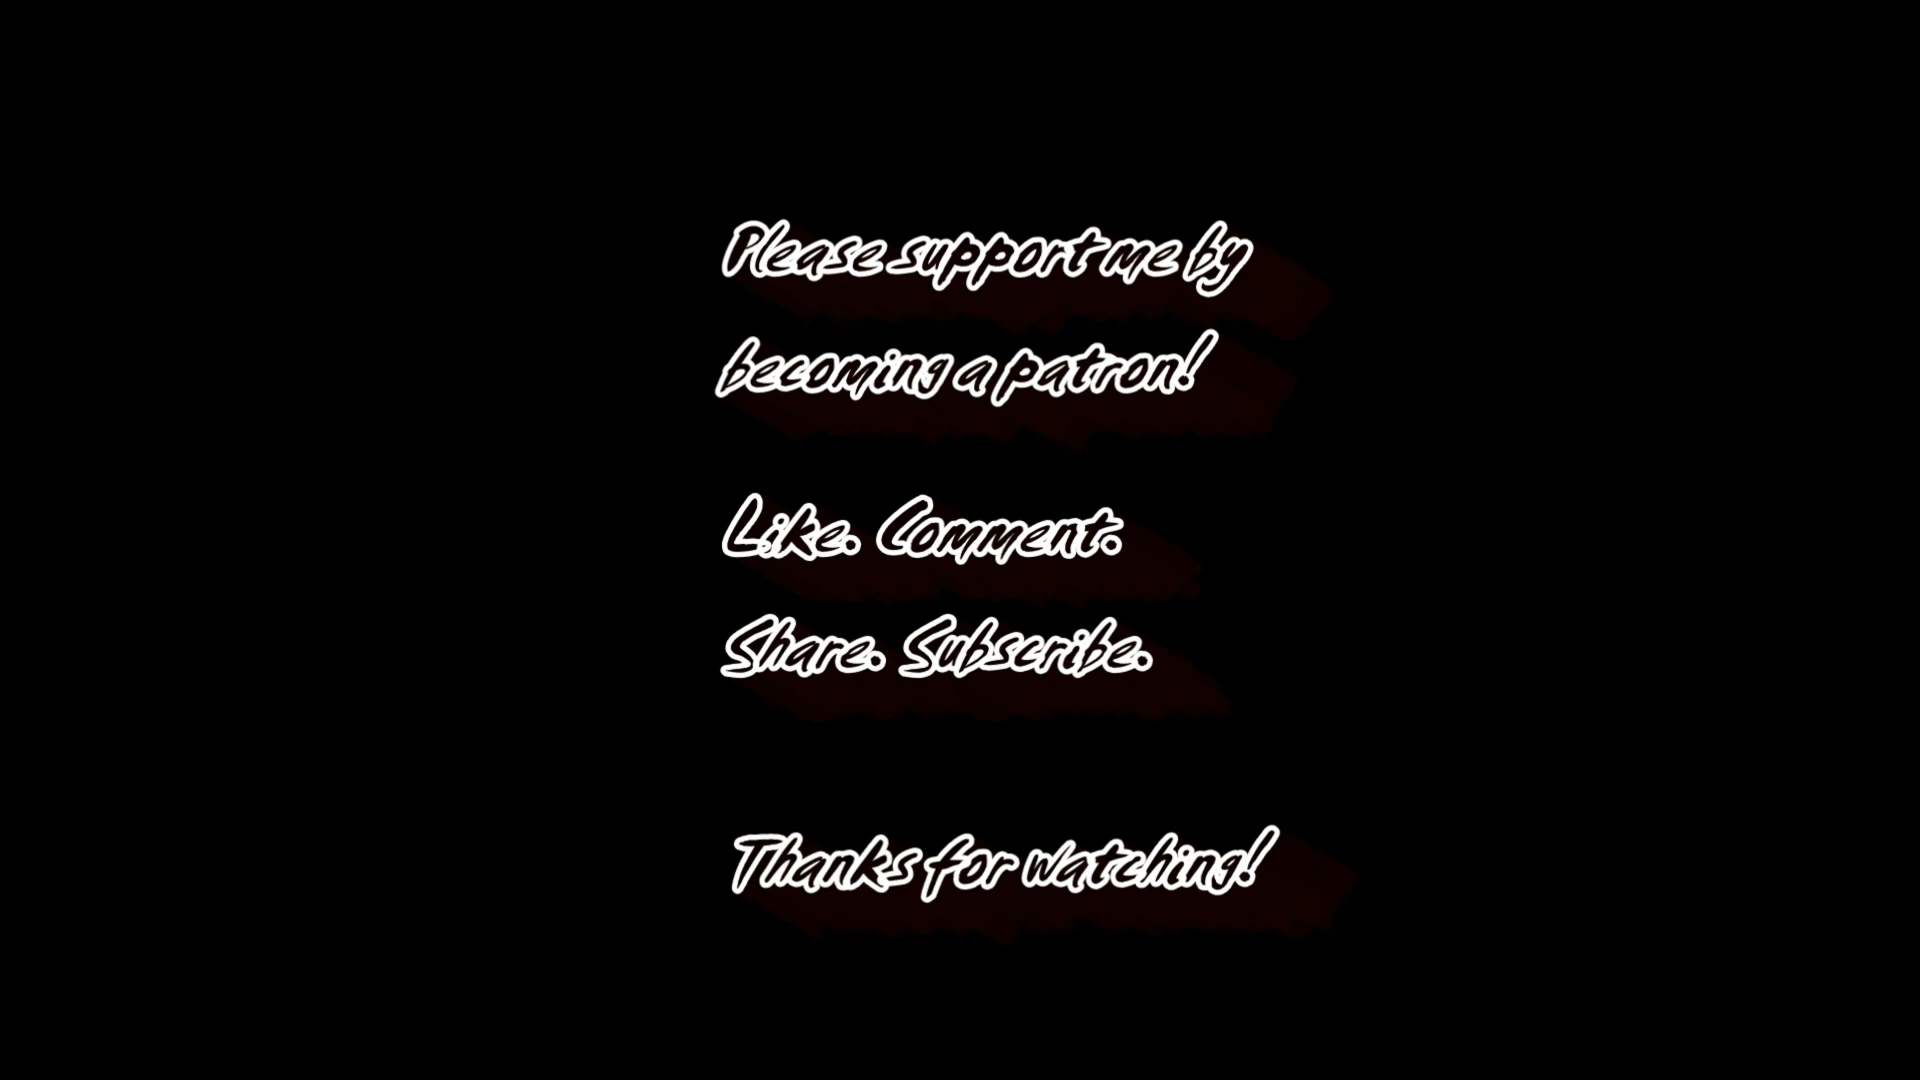 Please support me by
becoming a patron!
Like. Comment.
Share. Subscribe.
Thanks for watching!